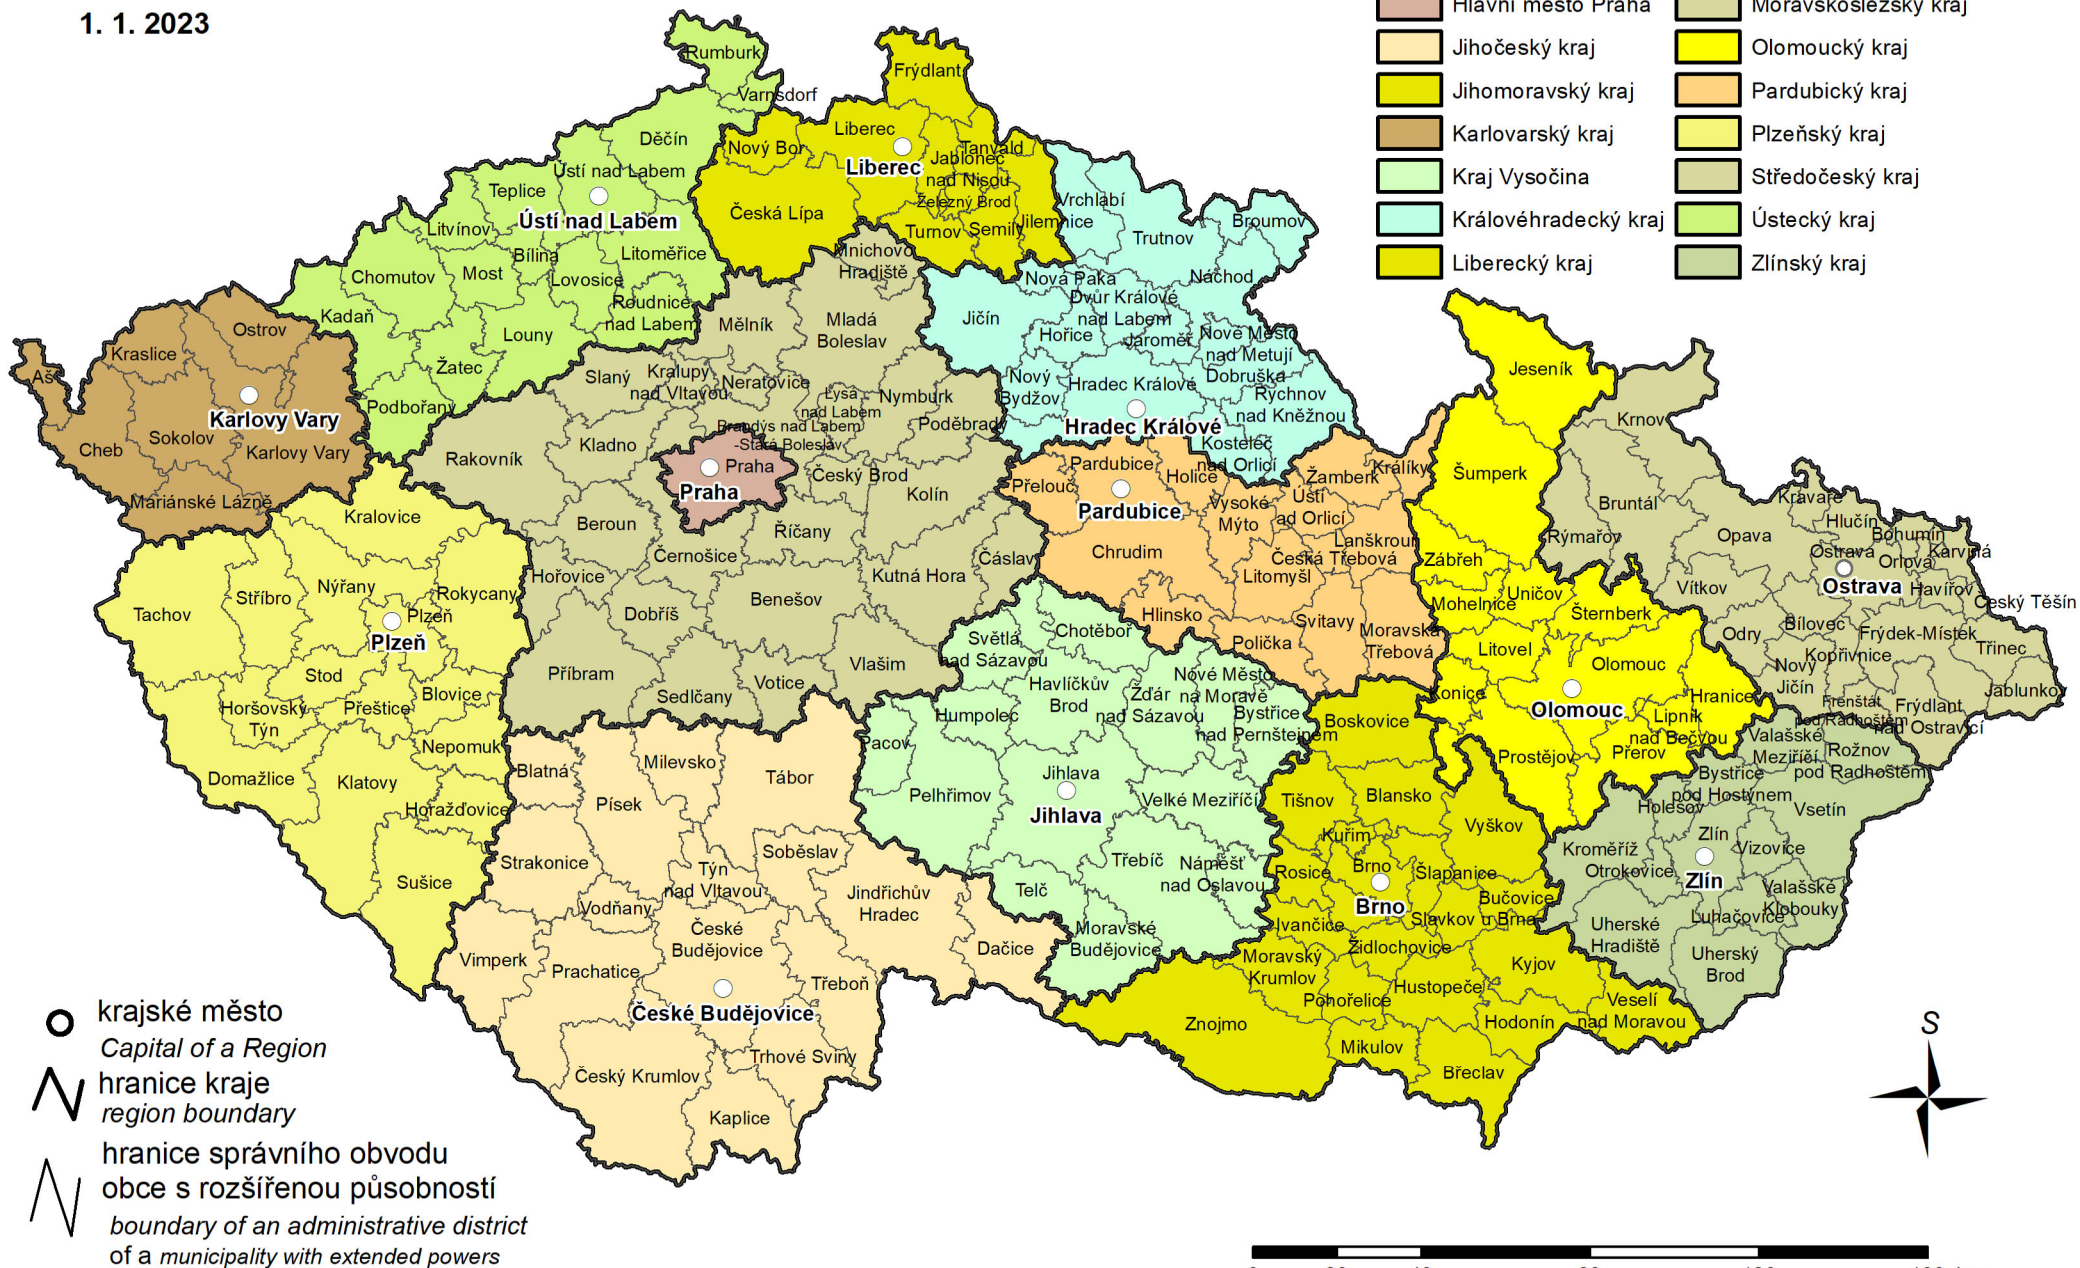 1. 1. 2023
Hlavní město Praha
Jihočeský kraj
Jihomoravský kraj
Karlovarský kraj
Kraj Vysočina
Královéhradecký kraj
Liberecký kraj
Moravskoslezský kraj
Olomoucký kraj
Pardubický kraj
Plzeňský kraj
Středočeský kraj
Ústecký kraj
Zlínský kraj
Rumburk
Varnsdorf
Děčín
Ústí nad Labem
Teplice
Ústí nad Labem
Litvínov
Bílina
Litoměřice
Chomutov
Most
Lovosice
Roudnice
nad Labem
Kadaň
Louny
Žatec
Podbořany
Frýdlant
Liberec
Nový Bor
Liberec
Tanvald
Jablonec
nad Nisou
Železný Brod
Česká Lípa
Turnov
Semily
Jilemnice
Vrchlabí
Trutnov
Broumov
Nová Paka
Náchod
Dvůr Králové
nad Labem
Jičín
Hořice
Jaroměř
Nové Město
nad Metují
Nový
Bydžov
Hradec Králové
Dobruška
Rychnov
nad Kněžnou
Hradec Králové
Kostelec
nad Orlicí
Ostrov
Kraslice
Aš
Karlovy Vary
Sokolov
Cheb
Karlovy Vary
Mariánské Lázně
Mnichovo
Hradiště
Mělník
Mladá
Boleslav
Slaný
Kralupy
nad Vltavou
Neratovice
Lysá
nad Labem
Nymburk
Poděbrady
Brandýs nad Labem
-Stará Boleslav
Kladno
Rakovník
Praha
Praha
Český Brod
Kolín
Beroun
Říčany
Černošice
Čáslav
Hořovice
Kutná Hora
Dobříš
Benešov
Příbram
Vlašim
Votice
Sedlčany
Kralovice
Nýřany
Rokycany
Stříbro
Tachov
Plzeň
Plzeň
Stod
Blovice
Horšovský
Týn
Přeštice
Nepomuk
Domažlice
Klatovy
Horažďovice
Sušice
Blatná
Milevsko
Tábor
Písek
Strakonice
Soběslav
Týn
nad Vltavou
Vodňany
Jindřichův
Hradec
České
Budějovice
Dačice
Vimperk
Prachatice
Třeboň
České Budějovice
Trhové Sviny
Český Krumlov
Kaplice
Pardubice
Holice
Přelouč
Pardubice
Žamberk
Králíky
Vysoké
Mýto
Ústí
ad Orlicí
Lanškroun
Chrudim
Česká Třebová
Litomyšl
Hlinsko
Svitavy
Polička
Moravská
Třebová
Světlá
nad Sázavou
Chotěboř
Havlíčkův
Brod
Nové Město
na Moravě
Žďár
nad Sázavou
Bystřice
nad Pernštejnem
Humpolec
Pacov
Pelhřimov
Jihlava
Jihlava
Velké Meziříčí
Telč
Třebíč
Náměšť
nad Oslavou
Moravské
Budějovice
Boskovice
Tišnov
Blansko
Vyškov
Kuřim
Brno
Rosice
Šlapanice
Bučovice
Brno
Slavkov u Brna
Ivančice
Židlochovice
Moravský
Krumlov
Kyjov
Pohořelice
Hustopeče
Veselí
nad Moravou
Hodonín
Znojmo
Mikulov
Břeclav
Jeseník
Šumperk
Zábřeh
Mohelnice
Uničov
Šternberk
Litovel
Olomouc
Olomouc
Konice
Hranice
Lipník
nad Bečvou
Prostějov
Přerov
Krnov
Bruntál
Rýmařov
Opava
Kravaře
Hlučín
Bohumín
Ostrava
Karviná
Orlová
Ostrava
Havířov
Český Těšín
Vítkov
Odry
Bílovec
Frýdek-Místek
Kopřivnice
Třinec
Nový
Jičín
Jablunkov
Frenštát
pod Radhoštěm
Frýdlant
nad Ostravicí
Valašské
Meziříčí
Rožnov
pod Radhoštěm
Bystřice
pod Hostýnem
Holešov
Vsetín
Zlín
Vizovice
Kroměříž
Otrokovice
Zlín
Valašské
Klobouky
Luhačovice
Uherské
Hradiště
Uherský
Brod
krajské město
Capital of a Region
hranice kraje
region boundary
hranice správního obvodu
obce s rozšířenou působností
boundary of an administrative district
of a municipality with extended powers
S